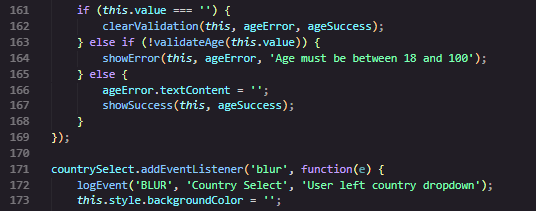 161 if (this.value === '') {
162 clearValidation(this, ageError, ageSuccess);
163 } else if (!validateAge(this.value)) {
164 showError(this, ageError, 'Age must be between 18 and 100');
165 } else {
166 ageError.textContent = '';
167 showSuccess(this, ageSuccess);
168 }
169 });
170
171 countrySelect.addEventListener('blur', function(e) {
172 logEvent('BLUR', 'Country Select', 'User left country dropdown');
173 this.style.backgroundColor = '';